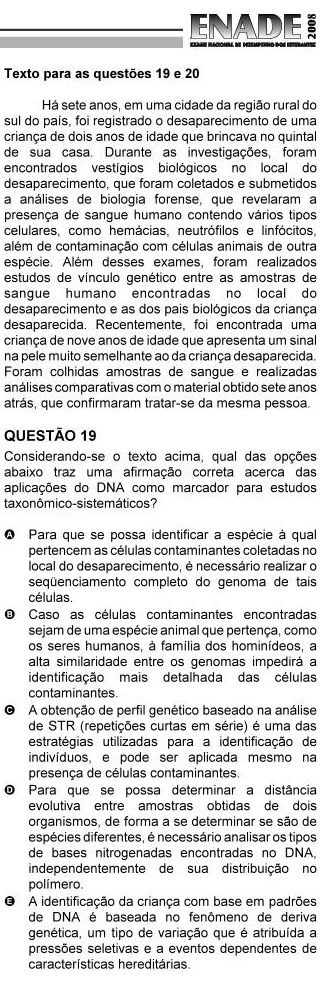 ENADE 2008
EXAME NACIONAL DE DESEMPENHO DOS ESTUDANTES
Texto para as questões 19 e 20
Há sete anos, em uma cidade da região rural do
sul do país, foi registrado o desaparecimento de uma
criança de dois anos de idade que brincava no quintal
de sua casa. Durante as investigações, foram
encontrados vestígios biológicos no local do
desaparecimento, que foram coletados e submetidos
a análises de biologia forense, que revelaram a
presença de sangue humano contendo vários tipos
celulares, como hemácias, neutrófilos e linfócitos,
além de contaminação com células animais de outra
espécie. Além desses exames, foram realizados
estudos de vínculo genético entre as amostras de
sangue humano encontradas no local do
desaparecimento e as dos pais biológicos da criança
desaparecida. Recentemente, foi encontrada uma
criança de nove anos de idade que apresenta um sinal
na pele muito semelhante ao da criança desaparecida.
Foram colhidas amostras de sangue e realizadas
análises comparativas com o material obtido sete anos
atrás, que confirmaram tratar-se da mesma pessoa.
QUESTÃO 19
Considerando-se o texto acima, qual das opções
abaixo traz uma afirmação correta acerca das
aplicações do DNA como marcador para estudos
taxonômico-sistemáticos?
A Para que se possa identificar a espécie à qual
pertencem as células contaminantes coletadas no
local do desaparecimento, é necessário realizar o
seqüenciamento completo do genoma de tais
células.
B Caso as células contaminantes encontradas
sejam de uma espécie animal que pertença, como
os seres humanos, à família dos hominídeos, a
alta similaridade entre os genomas impedirá a
identificação mais detalhada das células
contaminantes.
C A obtenção de perfil genético baseado na análise
de STR (repetições curtas em série) é uma das
estratégias utilizadas para a identificação de
indivíduos, e pode ser aplicada mesmo na
presença de células contaminantes.
D Para que se possa determinar a distância
evolutiva entre amostras obtidas de dois
organismos, de forma a se determinar se são de
espécies diferentes, é necessário analisar os tipos
de bases nitrogenadas encontradas no DNA,
independentemente de sua distribuição no
polímero.
E A identificação da criança com base em padrões
de DNA é baseada no fenômeno de deriva
genética, um tipo de variação que é atribuída a
pressões seletivas e a eventos dependentes de
características hereditárias.